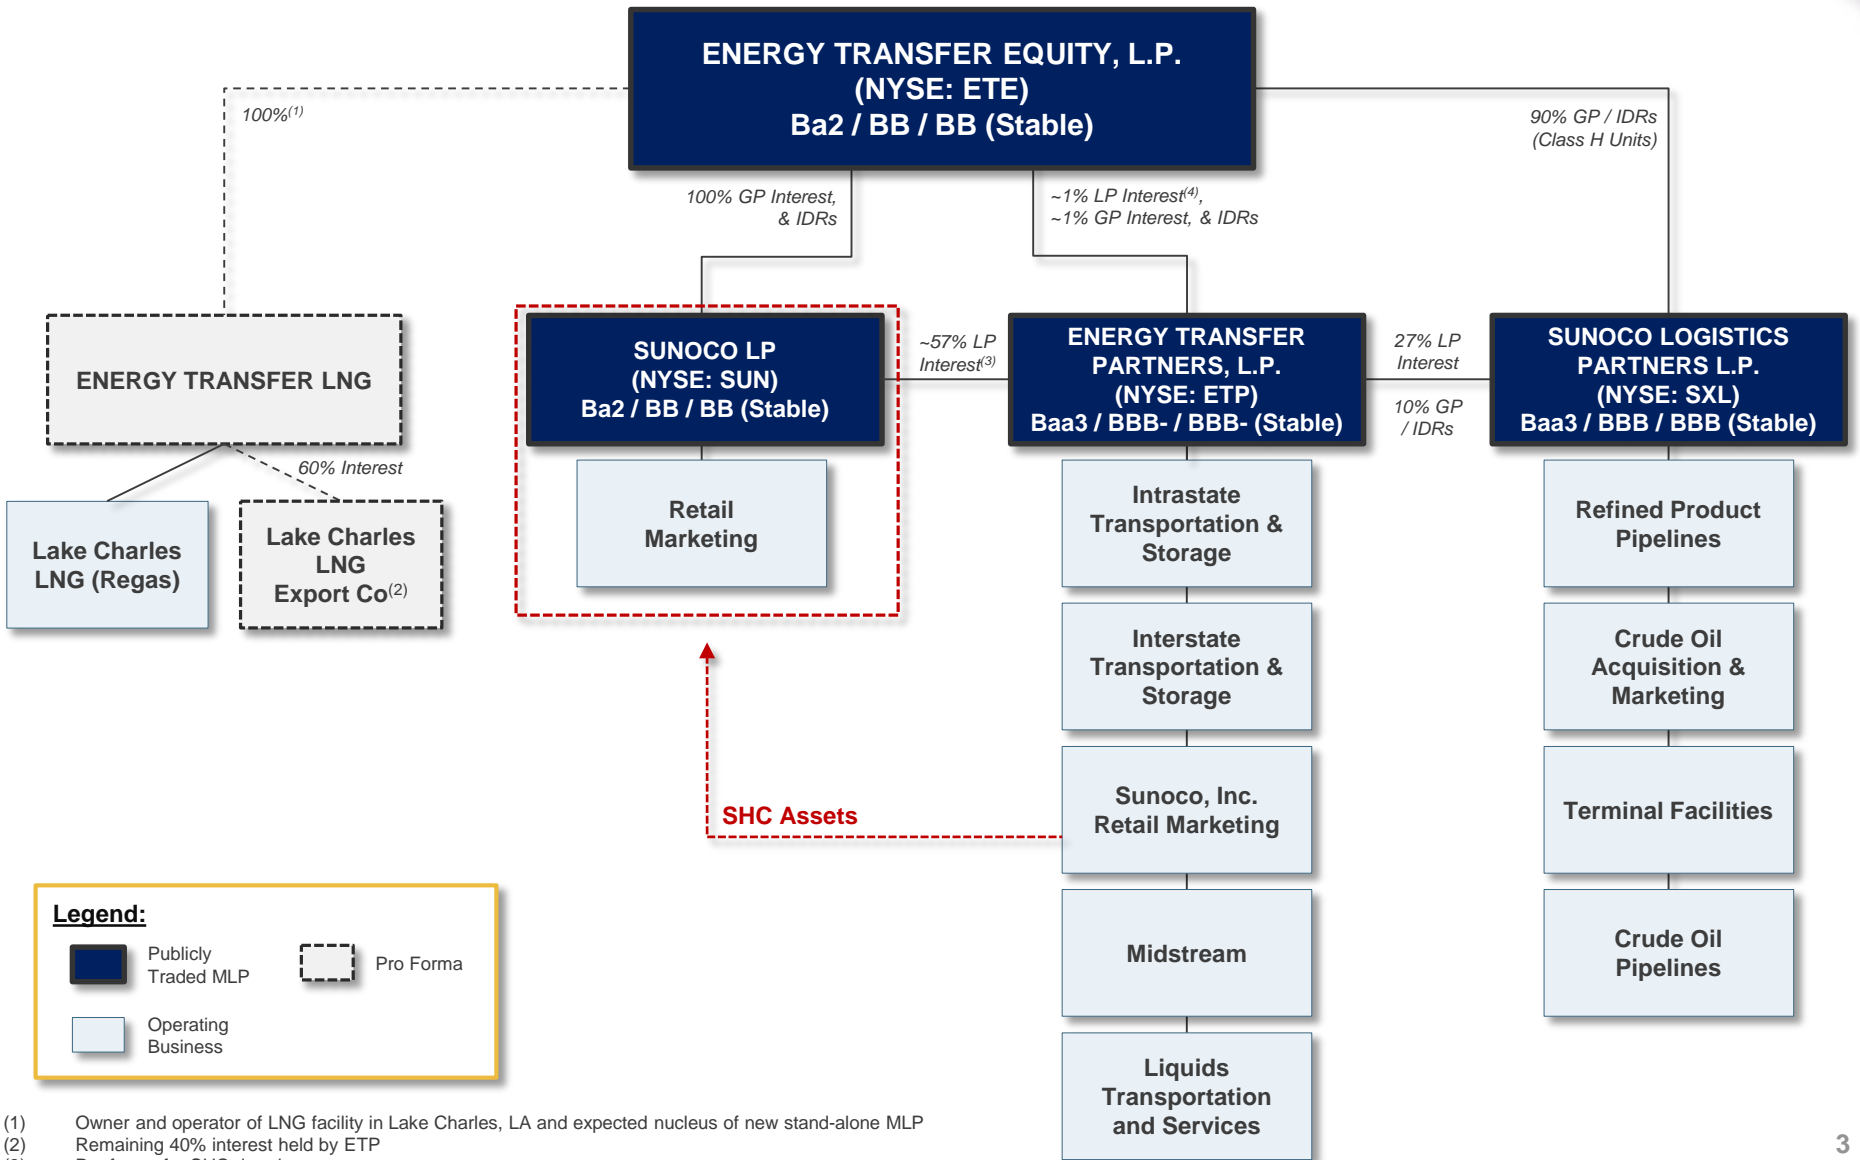 ENERGY TRANSFER EQUITY, L.P.
(NYSE: ETE)
Ba2 / BB / BB (Stable)
100%(1)
90% GP / IDRs
(Class H Units)
100% GP Interest,
& IDRs
~1% LP Interest(4),
~1% GP Interest, & IDRs
ENERGY TRANSFER LNG
SUNOCO LP
(NYSE: SUN)
Ba2 / BB / BB (Stable)
~57% LP
Interest(3)
ENERGY TRANSFER
PARTNERS, L.P.
(NYSE: ETP)
Baa3 / BBB- / BBB- (Stable)
27% LP
Interest
10% GP
/ IDRs
SUNOCO LOGISTICS
PARTNERS L.P.
(NYSE: SXL)
Baa3 / BBB / BBB (Stable)
60% Interest
Lake Charles
LNG (Regas)
Lake Charles
LNG
Export Co(2)
Retail
Marketing
Intrastate
Transportation &
Storage
Refined Product
Pipelines
Interstate
Transportation &
Storage
Crude Oil
Acquisition &
Marketing
SHC Assets
Sunoco, Inc.
Retail Marketing
Terminal Facilities
Midstream
Crude Oil
Pipelines
Liquids
Transportation
and Services
Legend:
Publicly
Traded MLP
Pro Forma
Operating
Business
(1) Owner and operator of LNG facility in Lake Charles, LA and expected nucleus of new stand-alone MLP
(2) Remaining 40% interest held by ETP
3